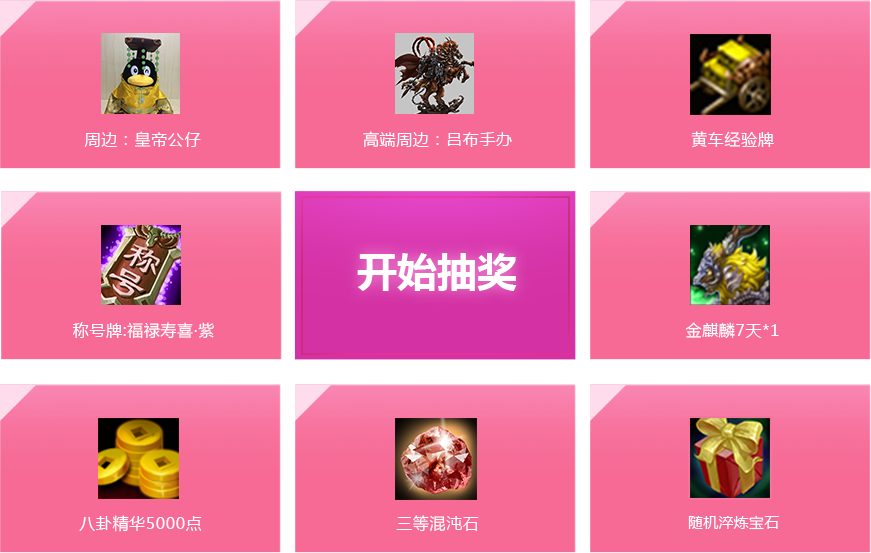 周边：皇帝公仔
高端周边：吕布手办
黄车经验牌
称号
称号牌:福禄寿喜·紫
开始抽奖
金麒麟7天*1
八卦精华5000点
三等混沌石
随机淬炼宝石